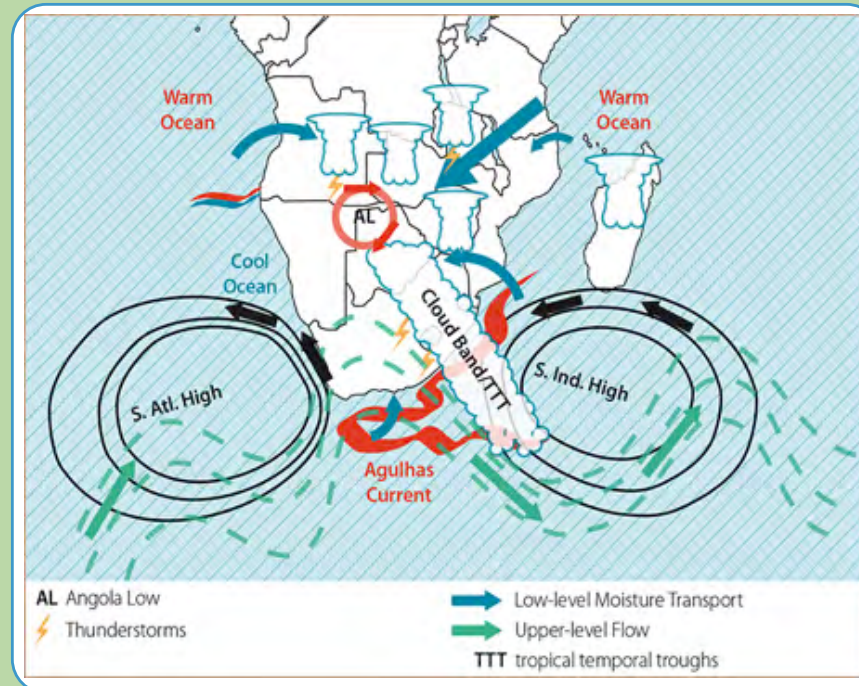 Warm
Ocean
Warm
Ocean
AL
Cool
Ocean
Cloud Band/TTT
S. Atl. High
S. Ind. High
Agulhas
Current
AL Angola Low
Thunderstorms
Low-level Moisture Transport
Upper-level Flow
TTT tropical temporal troughs